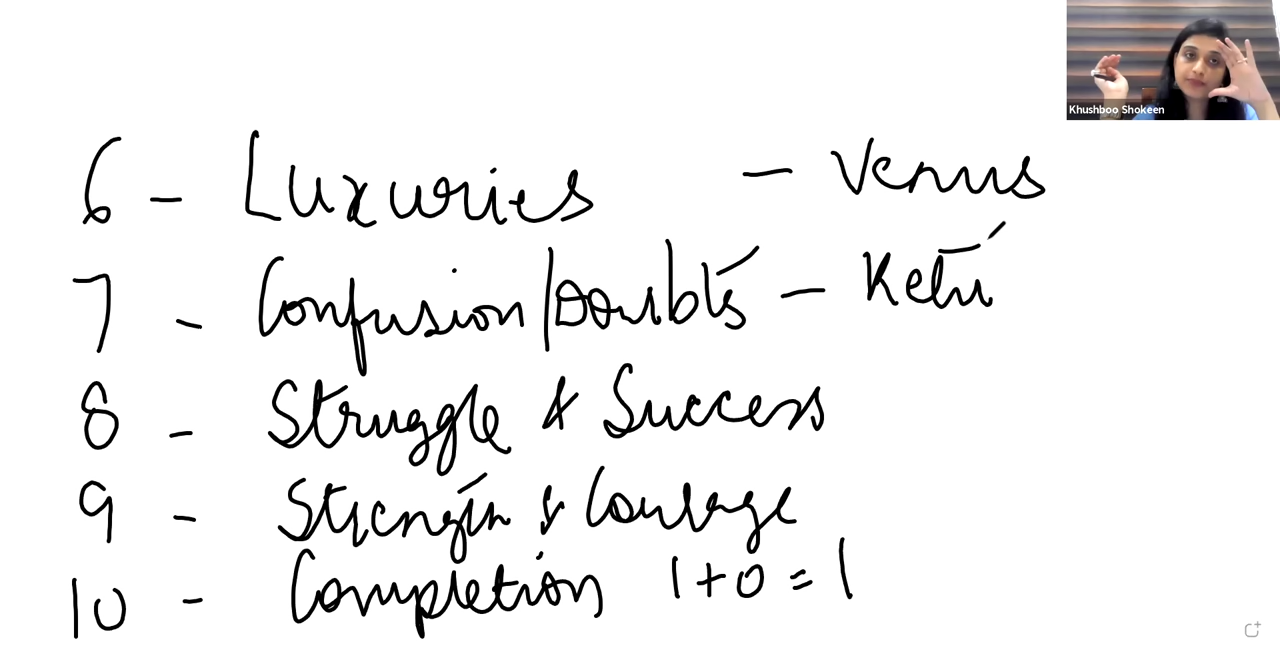 Khushboo Shokeen
6 - Luxuries - Venus
7 - Confusion/Doubts - Ketu
8 - Struggle & Success
9 - Strength & Courage
10 - Completion 1+0=1